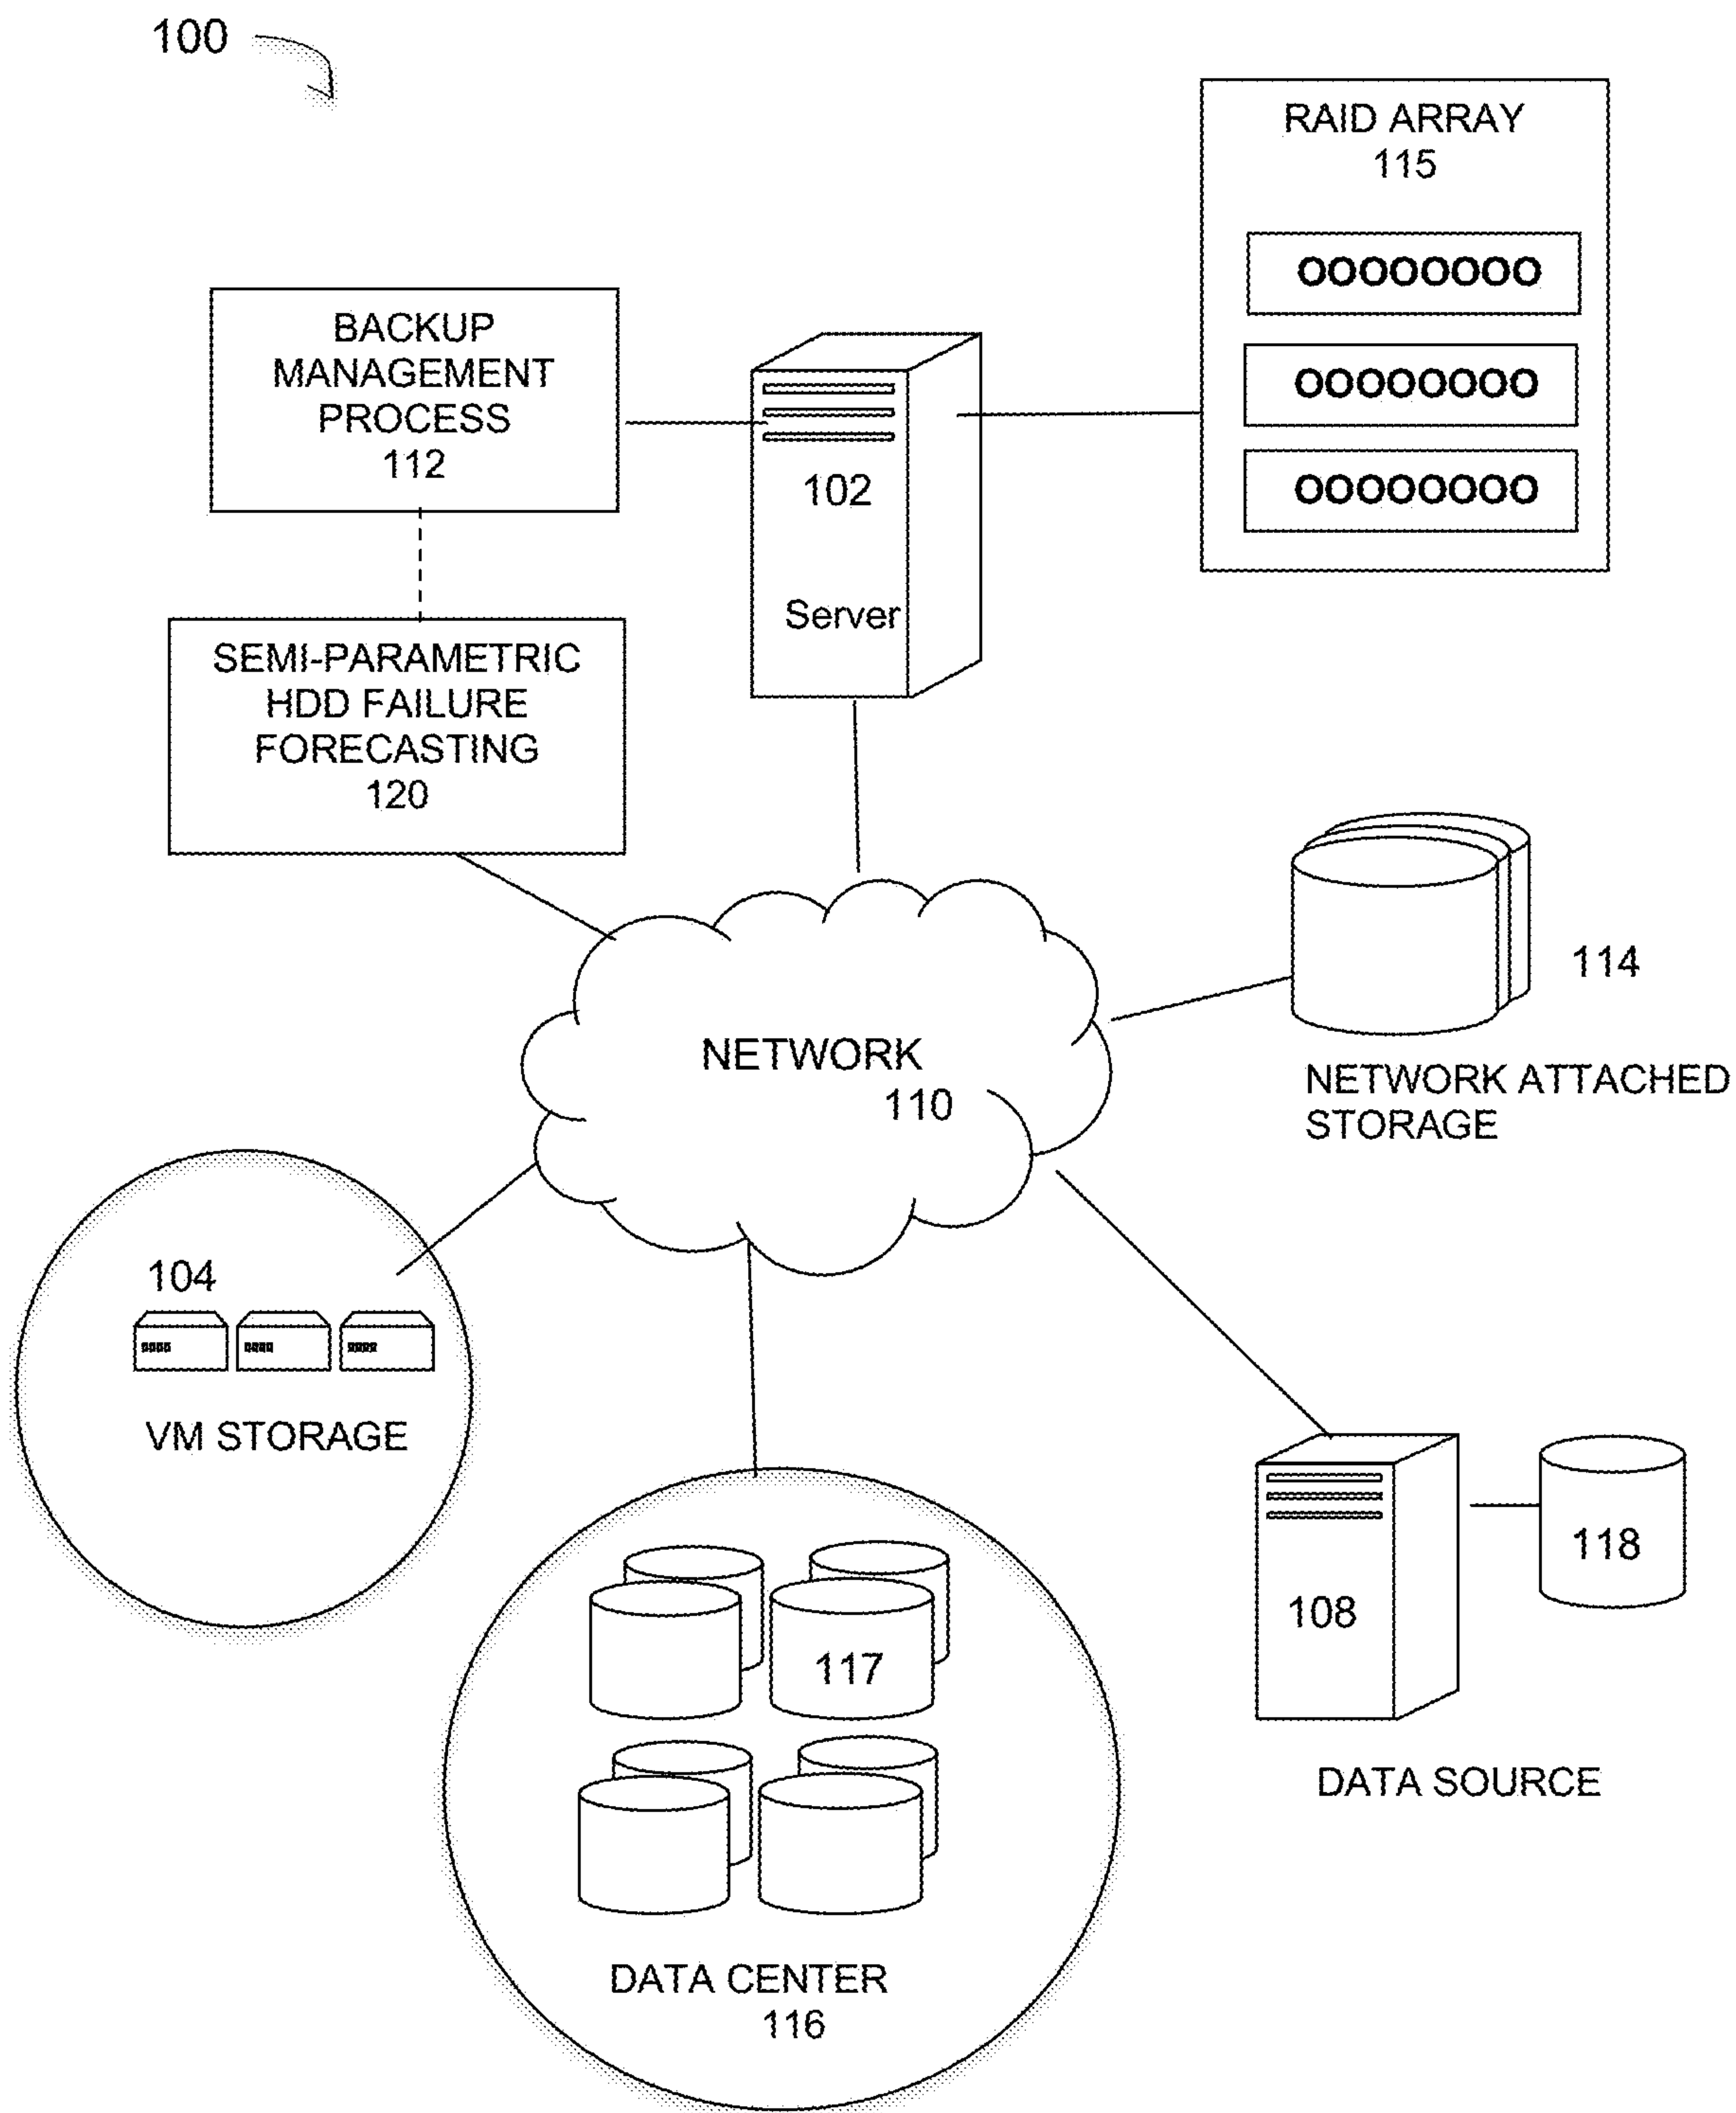 100
RAID ARRAY
115
OOOOOOOO
OOOOOOOO
OOOOOOOO
BACKUP
MANAGEMENT
PROCESS
112
102
Server
SEMI-PARAMETRIC
HDD FAILURE
FORECASTING
120
114
NETWORK ATTACHED
STORAGE
NETWORK
110
104
VM STORAGE
118
108
DATA SOURCE
117
DATA CENTER
116